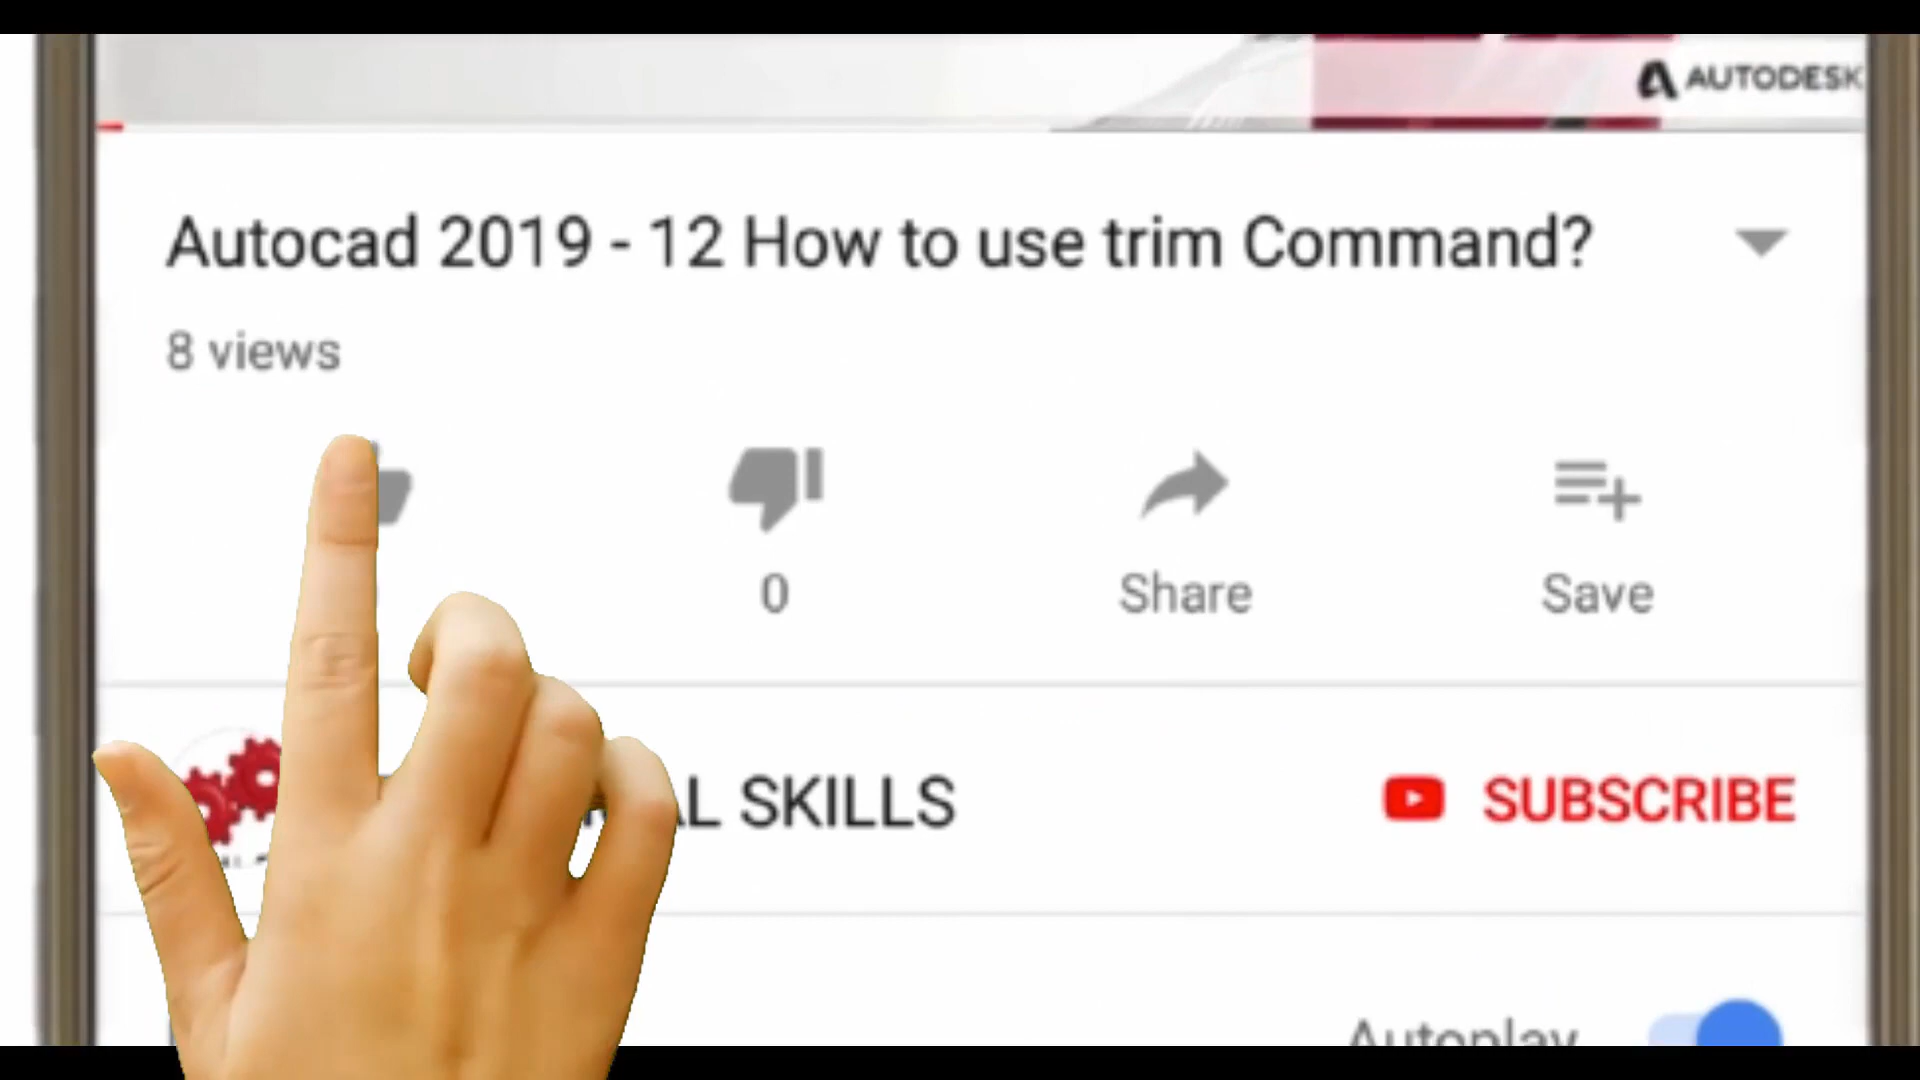 AUTODESK
Autocad 2019 - 12 How to use trim Command?
8 views
0
Share
Save
SKILLS
SUBSCRIBE
Autoplay